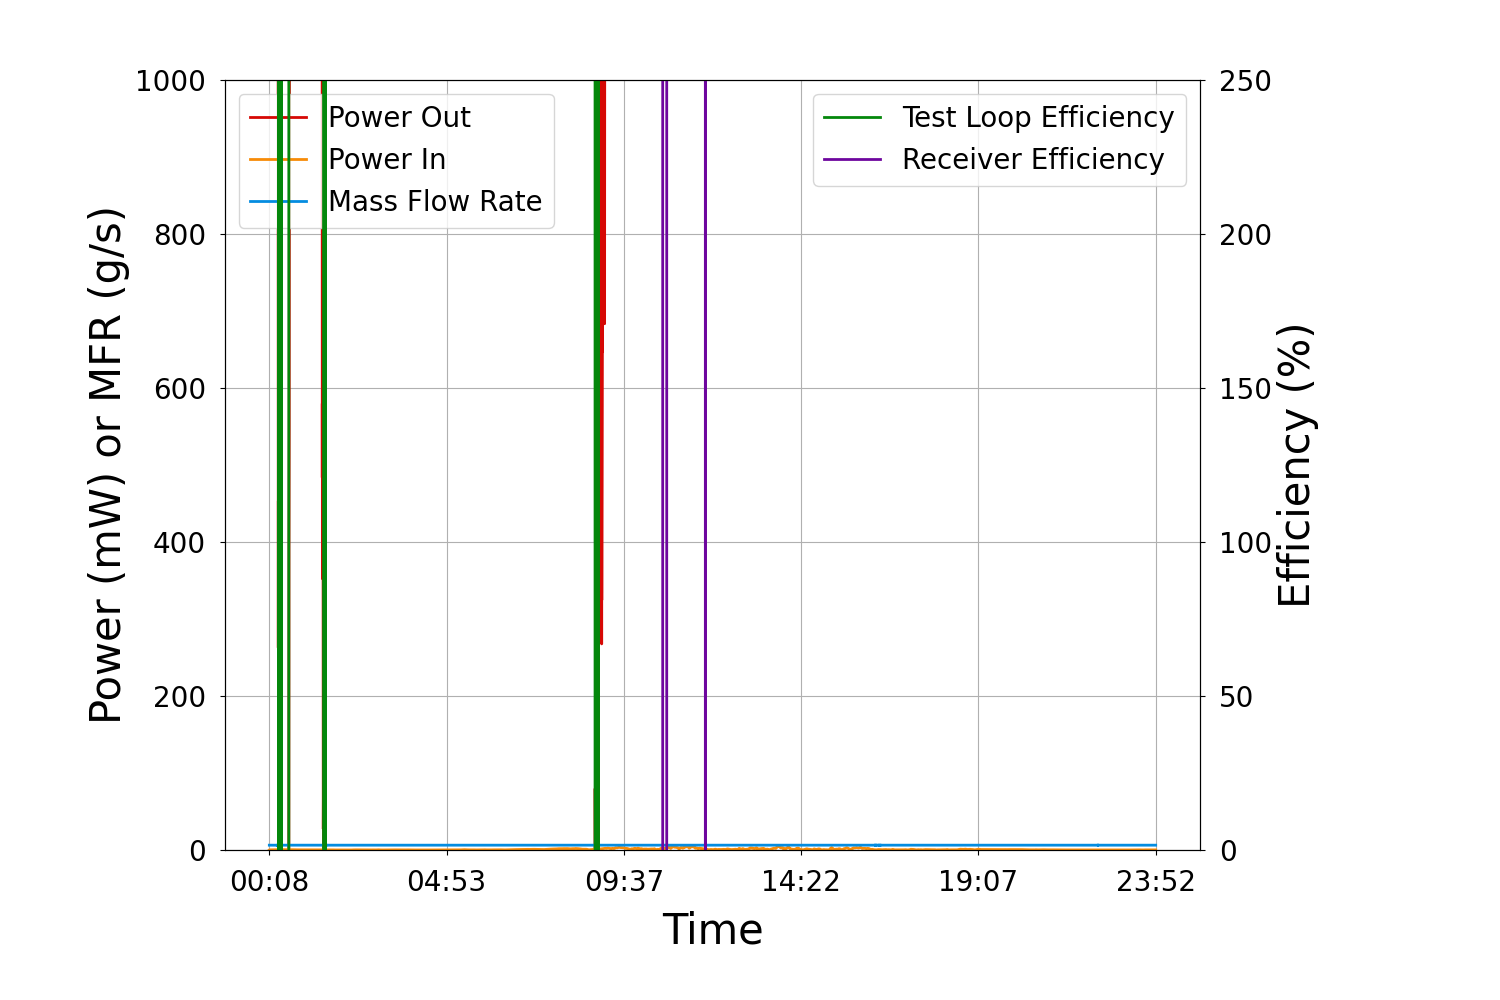 1000
800
600
400
200
0
Power (mW) or MFR (g/s)
Power Out
Power In
Mass Flow Rate
Test Loop Efficiency
Receiver Efficiency
250
200
150
100
50
0
Efficiency (%)
00:08 04:53 09:37 14:22 19:07 23:52
Time